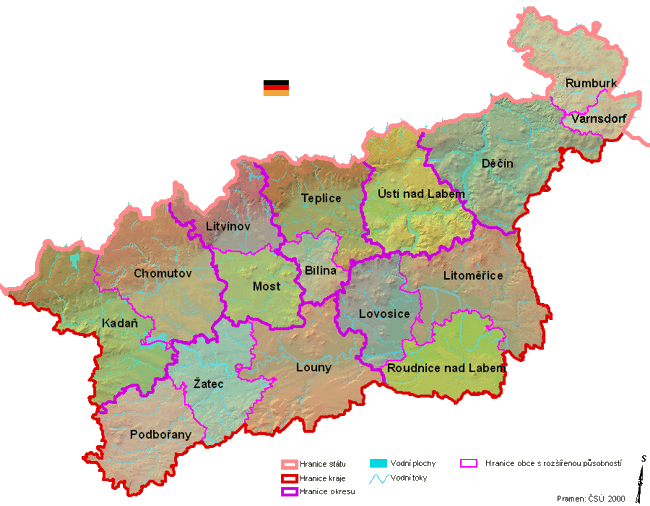 Rumburk
Varnsdorf
Děčín
Ústí nad Labem
Teplice
Litvínov
Bílina
Litoměřice
Chomutov
Most
Lovosice
Kadaň
Louny
Roudnice nad Labem
Žatec
Podbořany
Hranice státu
Vodní plochy
Hranice obce s rozšířenou působností
Hranice kraje
Vodní toky
Hranice okresu
S
Pramen: ČSÚ 2000